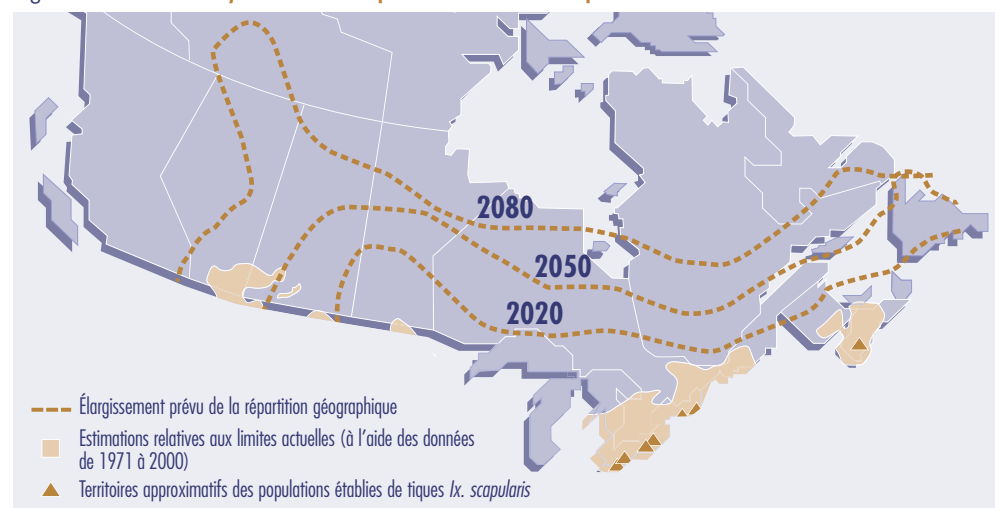 2080
2050
2020
Élargissement prévu de la répartition géographique
Estimations relatives aux limites actuelles (à l'aide des données
de 1971 à 2000)
Territoires approximatifs des populations établies de tiques Ix. scapularis